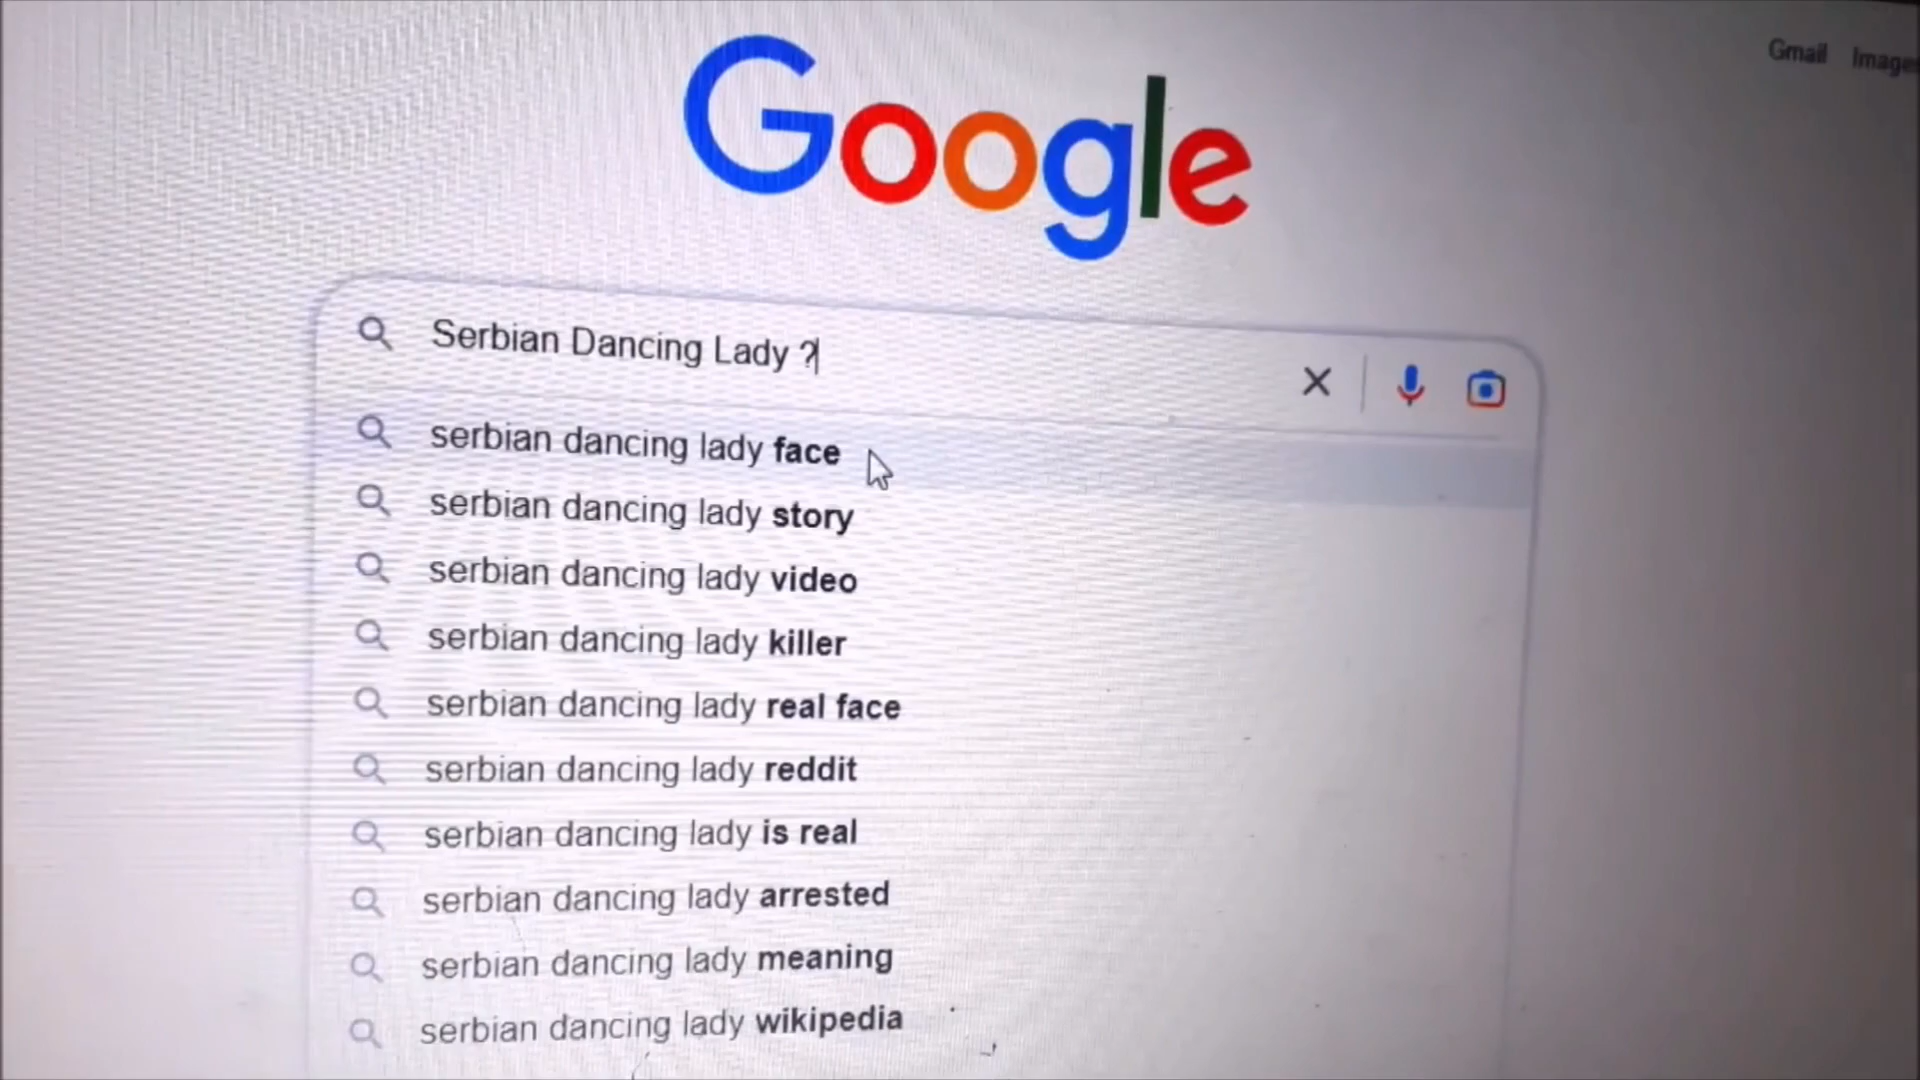 Gmail Images
Google
Serbian Dancing Lady ?
serbian dancing lady face
serbian dancing lady story
serbian dancing lady video
serbian dancing lady killer
serbian dancing lady real face
serbian dancing lady reddit
serbian dancing lady is real
serbian dancing lady arrested
serbian dancing lady meaning
serbian dancing lady wikipedia